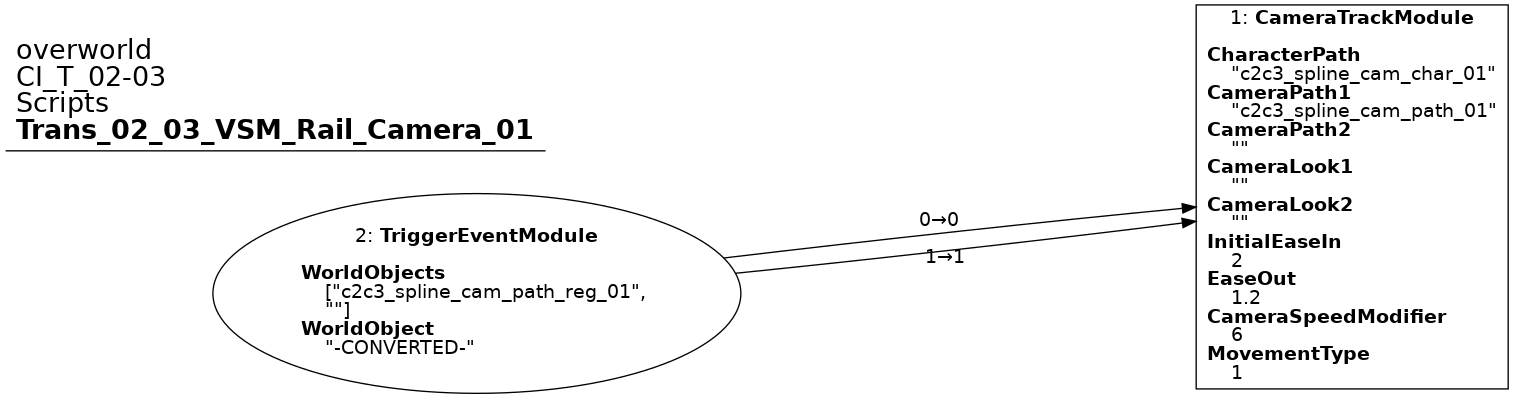 overworld
CI_T_02-03
Scripts
Trans_02_03_VSM_Rail_Camera_01
2: TriggerEventModule
WorldObjects
["c2c3_spline_cam_path_reg_01",
""]
WorldObject
"-CONVERTED-"
0→0
1→1
1: CameraTrackModule
CharacterPath
"c2c3_spline_cam_char_01"
CameraPath1
"c2c3_spline_cam_path_01"
CameraPath2
""
CameraLook1
""
CameraLook2
""
InitialEaseIn
2
EaseOut
1.2
CameraSpeedModifier
6
MovementType
1